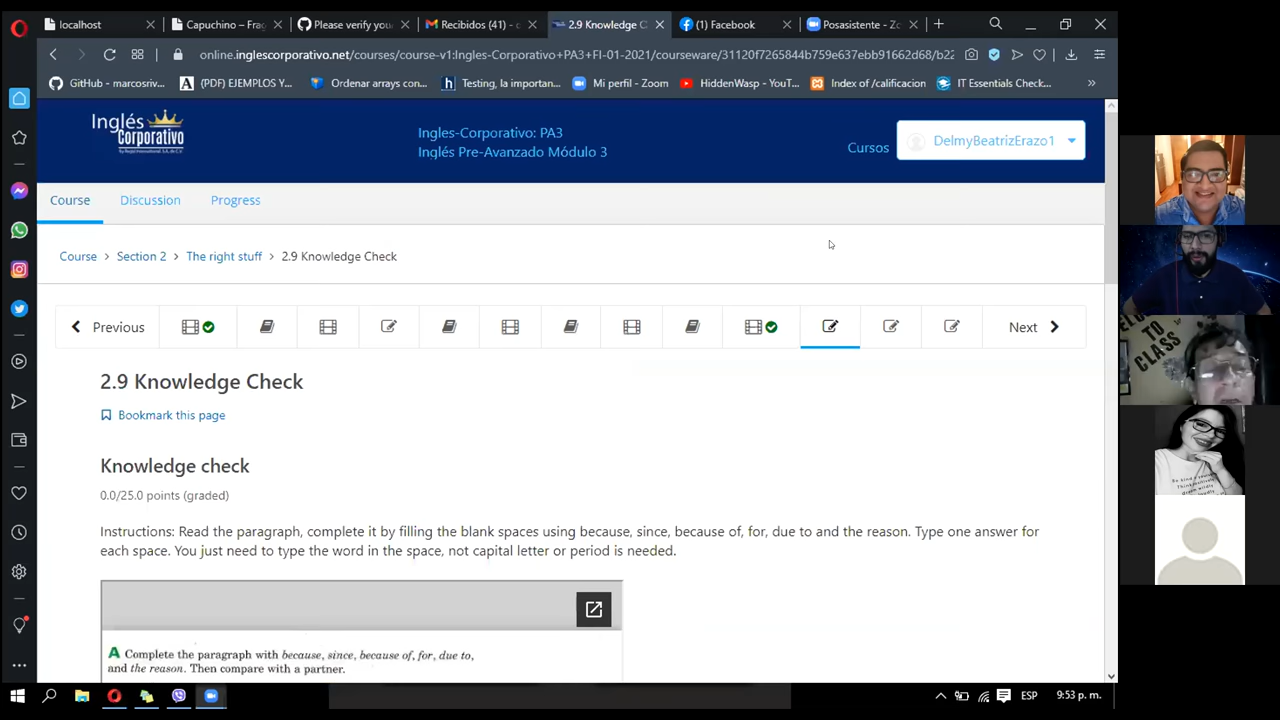 localhost
Capuchino – Fra
Please verify you
Recibidos (41) -
2.9 Knowledge C
(1) Facebook
Posasistente - Zo
online.inglescorporativo.net/courses/course-v1:Ingles-Corporativo+PA3+FI-01-2021/courseware/31120f7265844b759e637ebb91662d68/b22
GitHub - marcosriv...
(PDF) EJEMPLOS Y...
Ordenar arrays con...
Testing, la important...
Mi perfil - Zoom
HiddenWasp - YouT...
Index of /calificacion
IT Essentials Check...
Inglés
Corporativo
Ingles-Corporativo: PA3
Inglés Pre-Avanzado Módulo 3
Cursos
DelmyBeatrizErazo1
Course
Discussion
Progress
Course > Section 2 > The right stuff > 2.9 Knowledge Check
Previous
Next
2.9 Knowledge Check
Bookmark this page
Knowledge check
0.0/25.0 points (graded)
Instructions: Read the paragraph, complete it by filling the blank spaces using because, since, because of, for, due to and the reason. Type one answer for
each space. You just need to type the word in the space, not capital letter or period is needed.
A Complete the paragraph with because, since, because of, for, due to,
and the reason. Then compare with a partner.
TO
CLASS
ESP
9:53 p. m.